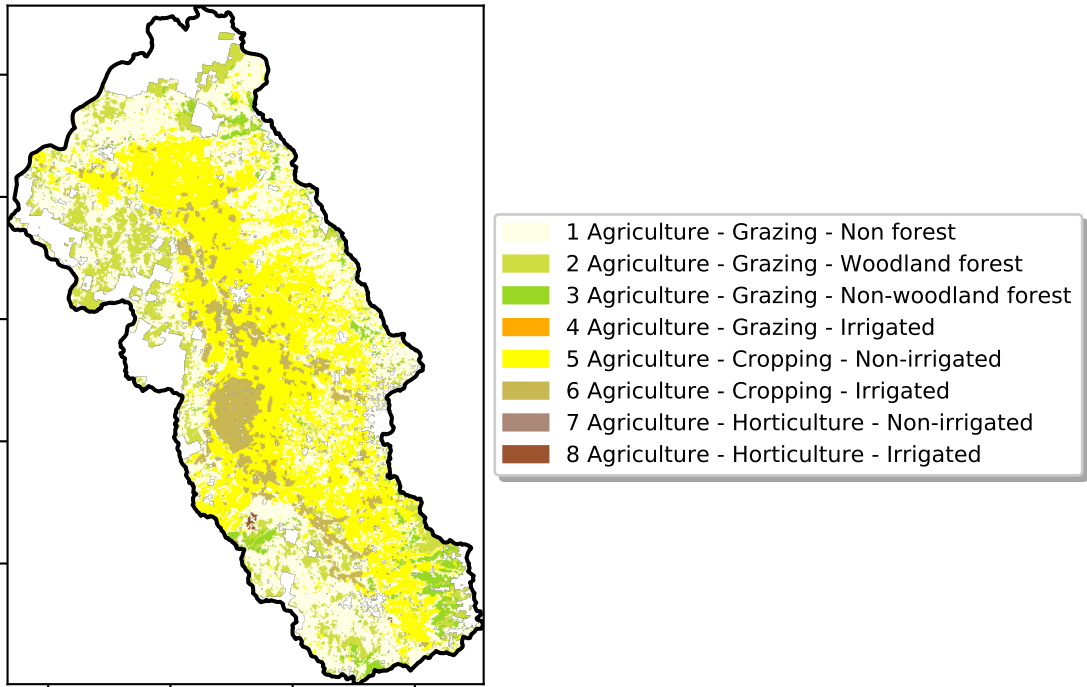 1 Agriculture - Grazing - Non forest
2 Agriculture - Grazing - Woodland forest
3 Agriculture - Grazing - Non-woodland forest
4 Agriculture - Grazing - Irrigated
5 Agriculture - Cropping - Non-irrigated
6 Agriculture - Cropping - Irrigated
7 Agriculture - Horticulture - Non-irrigated
8 Agriculture - Horticulture - Irrigated